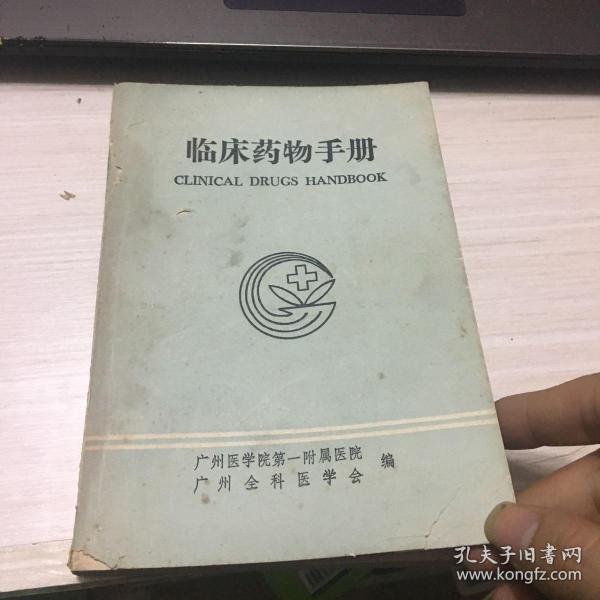 临床药物手册
CLINICAL DRUGS HANDBOOK
广州医学院第一附属医院
广州全科医学会
编
孔夫子旧书网
www.kongfz.com